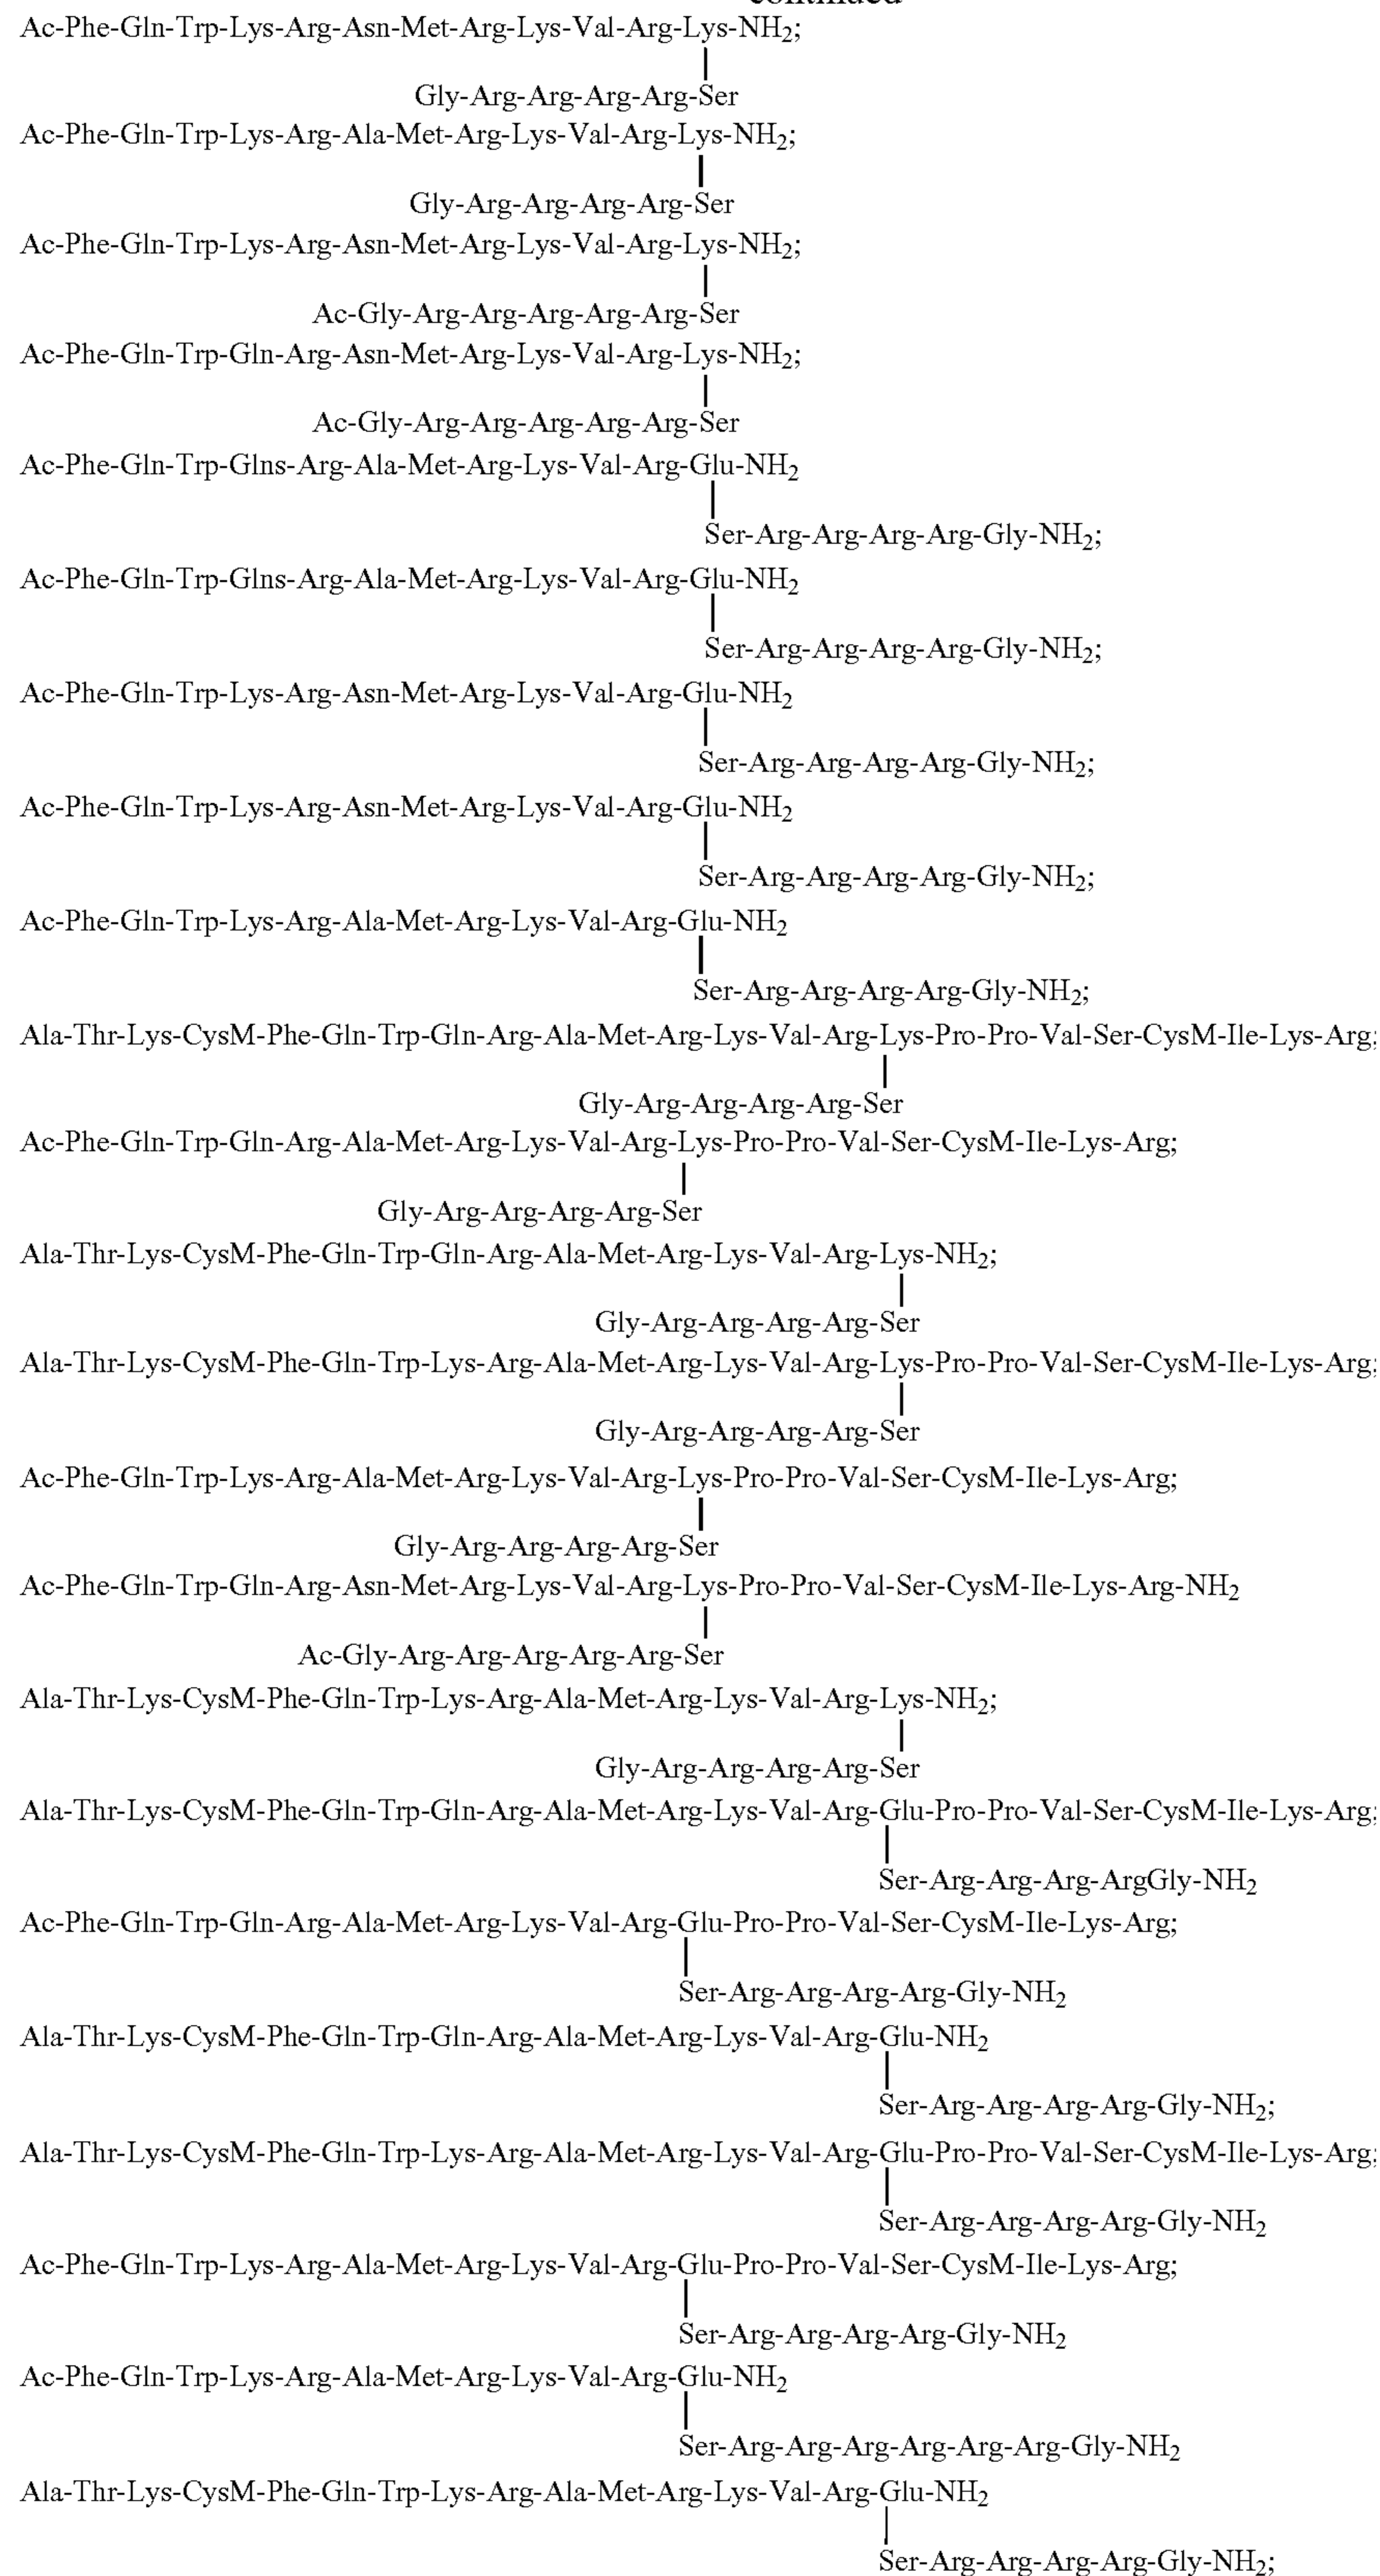 continued
Ac-Phe-Gln-Trp-Lys-Arg-Asn-Met-Arg-Lys-Val-Arg-Lys-NH2;
Gly-Arg-Arg-Arg-Arg-Ser
Ac-Phe-Gln-Trp-Lys-Arg-Ala-Met-Arg-Lys-Val-Arg-Lys-NH2;
Gly-Arg-Arg-Arg-Arg-Ser
Ac-Phe-Gln-Trp-Lys-Arg-Asn-Met-Arg-Lys-Val-Arg-Lys-NH2;
Ac-Gly-Arg-Arg-Arg-Arg-Arg-Ser
Ac-Phe-Gln-Trp-Gln-Arg-Asn-Met-Arg-Lys-Val-Arg-Lys-NH2;
Ac-Gly-Arg-Arg-Arg-Arg-Arg-Ser
Ac-Phe-Gln-Trp-Glns-Arg-Ala-Met-Arg-Lys-Val-Arg-Glu-NH2
Ser-Arg-Arg-Arg-Arg-Gly-NH2;
Ac-Phe-Gln-Trp-Glns-Arg-Ala-Met-Arg-Lys-Val-Arg-Glu-NH2
Ser-Arg-Arg-Arg-Arg-Gly-NH2;
Ac-Phe-Gln-Trp-Lys-Arg-Asn-Met-Arg-Lys-Val-Arg-Glu-NH2
Ser-Arg-Arg-Arg-Arg-Gly-NH2;
Ac-Phe-Gln-Trp-Lys-Arg-Asn-Met-Arg-Lys-Val-Arg-Glu-NH2
Ser-Arg-Arg-Arg-Arg-Gly-NH2;
Ac-Phe-Gln-Trp-Lys-Arg-Ala-Met-Arg-Lys-Val-Arg-Glu-NH2
Ser-Arg-Arg-Arg-Arg-Gly-NH2;
Ala-Thr-Lys-CysM-Phe-Gln-Trp-Gln-Arg-Ala-Met-Arg-Lys-Val-Arg-Lys-Pro-Pro-Val-Ser-CysM-Ile-Lys-Arg;
Gly-Arg-Arg-Arg-Arg-Ser
Ac-Phe-Gln-Trp-Gln-Arg-Ala-Met-Arg-Lys-Val-Arg-Lys-Pro-Pro-Val-Ser-CysM-Ile-Lys-Arg;
Gly-Arg-Arg-Arg-Arg-Ser
Ala-Thr-Lys-CysM-Phe-Gln-Trp-Gln-Arg-Ala-Met-Arg-Lys-Val-Arg-Lys-NH2;
Gly-Arg-Arg-Arg-Arg-Ser
Ala-Thr-Lys-CysM-Phe-Gln-Trp-Lys-Arg-Ala-Met-Arg-Lys-Val-Arg-Lys-Pro-Pro-Val-Ser-CysM-Ile-Lys-Arg;
Gly-Arg-Arg-Arg-Arg-Ser
Ac-Phe-Gln-Trp-Lys-Arg-Ala-Met-Arg-Lys-Val-Arg-Lys-Pro-Pro-Val-Ser-CysM-Ile-Lys-Arg;
Gly-Arg-Arg-Arg-Arg-Ser
Ac-Phe-Gln-Trp-Gln-Arg-Asn-Met-Arg-Lys-Val-Arg-Lys-Pro-Pro-Val-Ser-CysM-Ile-Lys-Arg-NH2
Ac-Gly-Arg-Arg-Arg-Arg-Arg-Ser
Ala-Thr-Lys-CysM-Phe-Gln-Trp-Lys-Arg-Ala-Met-Arg-Lys-Val-Arg-Lys-NH2;
Gly-Arg-Arg-Arg-Arg-Ser
Ala-Thr-Lys-CysM-Phe-Gln-Trp-Gln-Arg-Ala-Met-Arg-Lys-Val-Arg-Glu-Pro-Pro-Val-Ser-CysM-Ile-Lys-Arg;
Ser-Arg-Arg-Arg-ArgGly-NH2
Ac-Phe-Gln-Trp-Gln-Arg-Ala-Met-Arg-Lys-Val-Arg-Glu-Pro-Pro-Val-Ser-CysM-Ile-Lys-Arg;
Ser-Arg-Arg-Arg-Arg-Gly-NH2
Ala-Thr-Lys-CysM-Phe-Gln-Trp-Gln-Arg-Ala-Met-Arg-Lys-Val-Arg-Glu-NH2
Ser-Arg-Arg-Arg-Arg-Gly-NH2;
Ala-Thr-Lys-CysM-Phe-Gln-Trp-Lys-Arg-Ala-Met-Arg-Lys-Val-Arg-Glu-Pro-Pro-Val-Ser-CysM-Ile-Lys-Arg;
Ser-Arg-Arg-Arg-Arg-Gly-NH2
Ac-Phe-Gln-Trp-Lys-Arg-Ala-Met-Arg-Lys-Val-Arg-Glu-Pro-Pro-Val-Ser-CysM-Ile-Lys-Arg;
Ser-Arg-Arg-Arg-Arg-Gly-NH2
Ac-Phe-Gln-Trp-Lys-Arg-Ala-Met-Arg-Lys-Val-Arg-Glu-NH2
Ser-Arg-Arg-Arg-Arg-Arg-Arg-Gly-NH2
Ala-Thr-Lys-CysM-Phe-Gln-Trp-Lys-Arg-Ala-Met-Arg-Lys-Val-Arg-Glu-NH2
Ser-Arg-Arg-Arg-Arg-Gly-NH2;